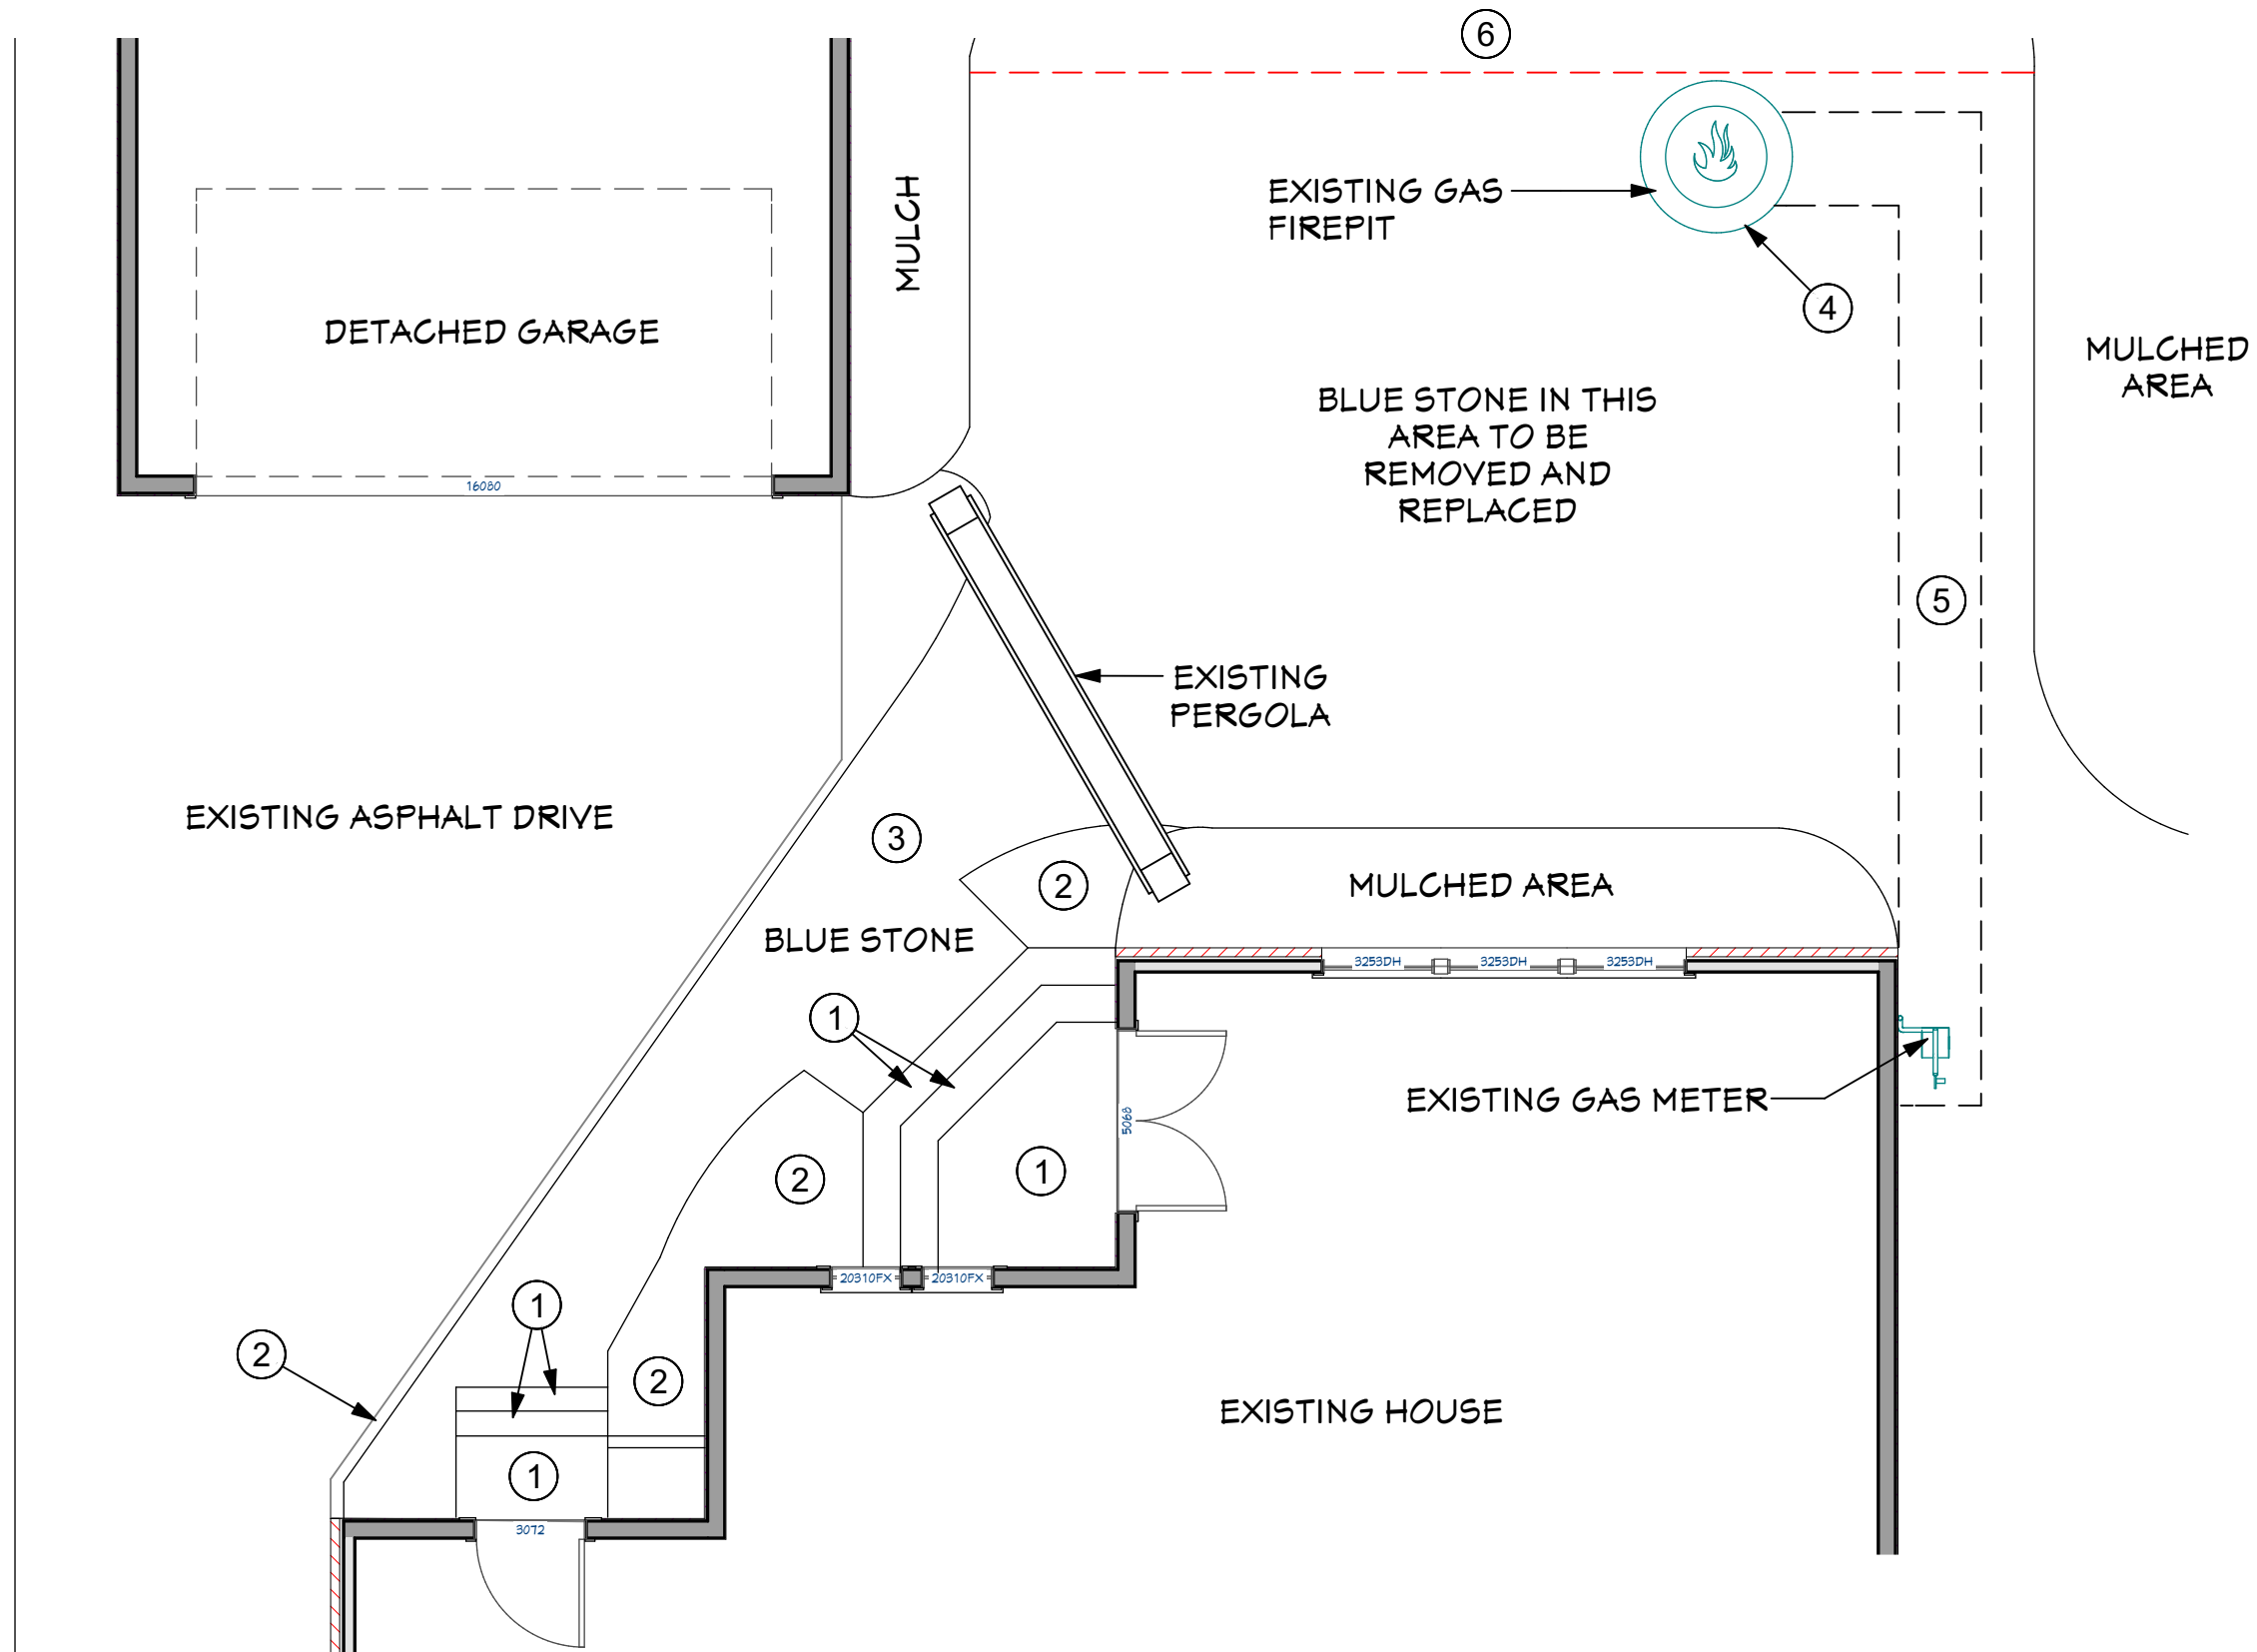 6
EXISTING GAS
FIREPIT
MULCH
4
DETACHED GARAGE
MULCHED
AREA
BLUE STONE IN THIS
AREA TO BE
REMOVED AND
REPLACED
16080
5
EXISTING
PERGOLA
EXISTING ASPHALT DRIVE
3
2
MULCHED AREA
BLUE STONE
3253DH
3253DH
3253DH
1
EXISTING GAS METER
5068
2
1
20310FX
20310FX
1
2
2
EXISTING HOUSE
1
3072